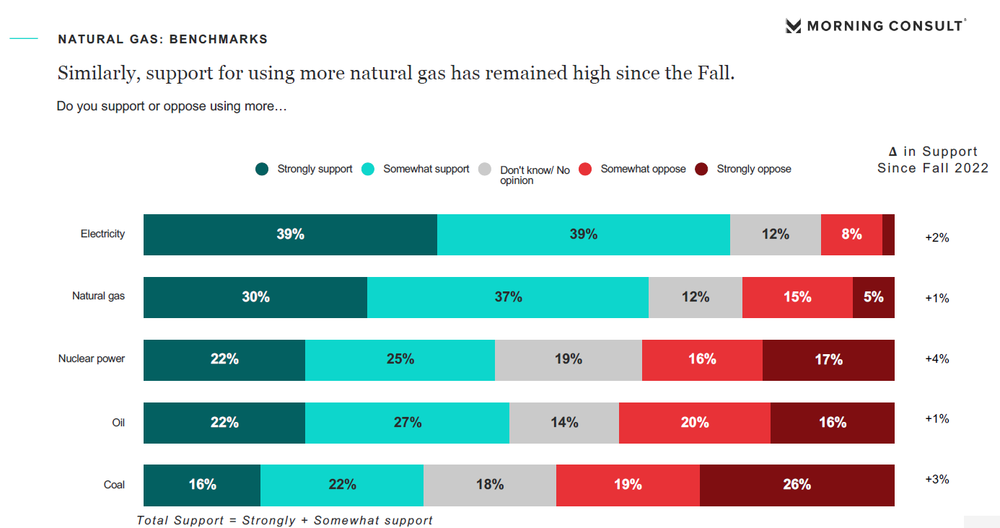 MORNING CONSULT
NATURAL GAS: BENCHMARKS
Similarly, support for using more natural gas has remained high since the Fall.
Do you support or oppose using more…
Δ in Support
Since Fall 2022
Strongly support
Somewhat support
Don't know/ No
opinion
Somewhat oppose
Strongly oppose
Electricity 39% 39% 12% 8% +2%
Natural gas 30% 37% 12% 15% 5% +1%
Nuclear power 22% 25% 19% 16% 17% +4%
Oil 22% 27% 14% 20% 16% +1%
Coal 16% 22% 18% 19% 26% +3%
Total Support = Strongly + Somewhat support